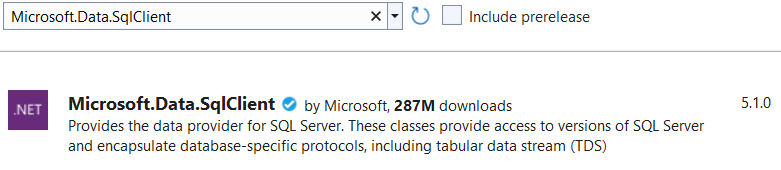 Microsoft.Data.SqlClient
Include prerelease
.NET
Microsoft.Data.SqlClient by Microsoft, 287M downloads 5.1.0
Provides the data provider for SQL Server. These classes provide access to versions of SQL Server
and encapsulate database-specific protocols, including tabular data stream (TDS)